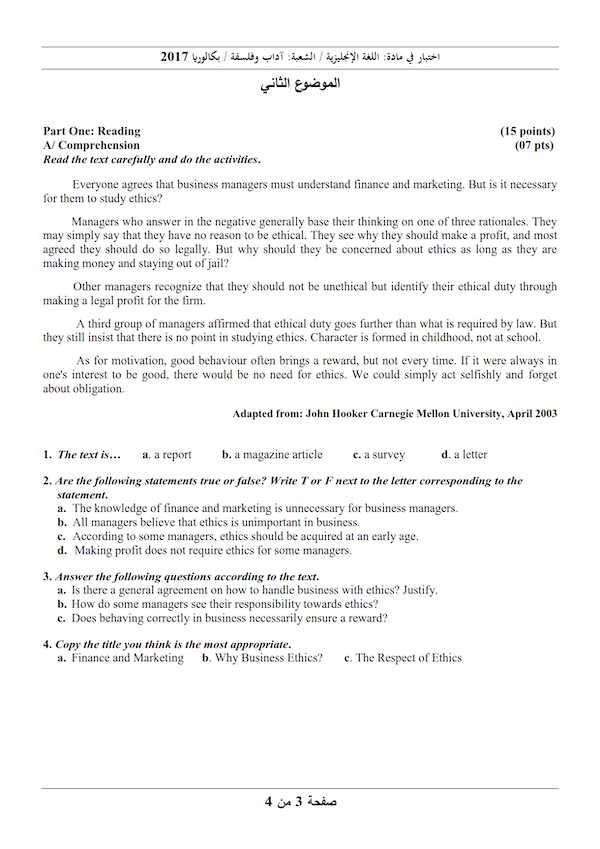 اختبار في مادة: اللغة الإنجليزية / الشعبة: آداب وفلسفة / بكالوريا 2017
الموضوع الثاني
Part One: Reading (15 points)
A/ Comprehension (07 pts)
Read the text carefully and do the activities.
Everyone agrees that business managers must understand finance and marketing. But is it necessary
for them to study ethics?
Managers who answer in the negative generally base their thinking on one of three rationales. They
may simply say that they have no reason to be ethical. They see why they should make a profit, and most
agreed they should do so legally. But why should they be concerned about ethics as long as they are
making money and staying out of jail?
Other managers recognize that they should not be unethical but identify their ethical duty through
making a legal profit for the firm.
A third group of managers affirmed that ethical duty goes further than what is required by law. But
they still insist that there is no point in studying ethics. Character is formed in childhood, not at school.
As for motivation, good behaviour often brings a reward, but not every time. If it were always in
one's interest to be good, there would be no need for ethics. We could simply act selfishly and forget
about obligation.
Adapted from: John Hooker Carnegie Mellon University, April 2003
1. The text is… a. a report b. a magazine article c. a survey d. a letter
2. Are the following statements true or false? Write T or F next to the letter corresponding to the
statement.
a. The knowledge of finance and marketing is unnecessary for business managers.
b. All managers believe that ethics is unimportant in business.
c. According to some managers, ethics should be acquired at an early age.
d. Making profit does not require ethics for some managers.
3. Answer the following questions according to the text.
a. Is there a general agreement on how to handle business with ethics? Justify.
b. How do some managers see their responsibility towards ethics?
c. Does behaving correctly in business necessarily ensure a reward?
4. Copy the title you think is the most appropriate.
a. Finance and Marketing b. Why Business Ethics? c. The Respect of Ethics
صفحة 3 من 4